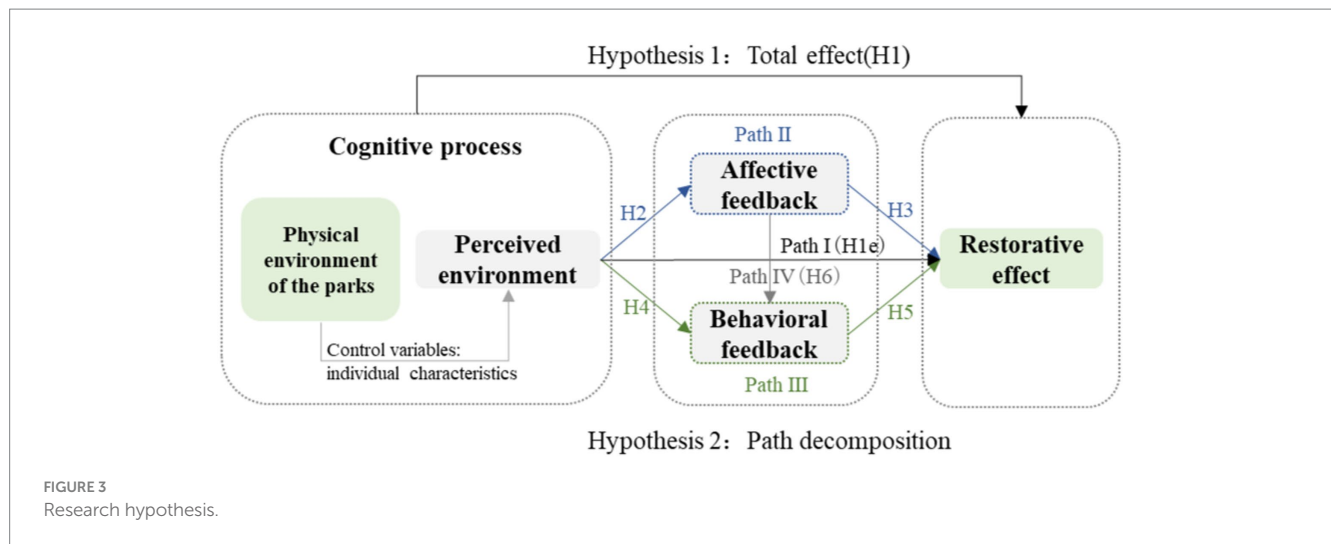 Hypothesis 1：Total effect(H1)
Cognitive process
Physical
environment
of the parks
Perceived
environment
Control variables:
individual characteristics
Path II
Affective
feedback
H2
H3
Path I (H1e)
Path IV (H6)
H4
H5
Behavioral
feedback
Path III
Restorative
effect
Hypothesis 2：Path decomposition
FIGURE 3
Research hypothesis.